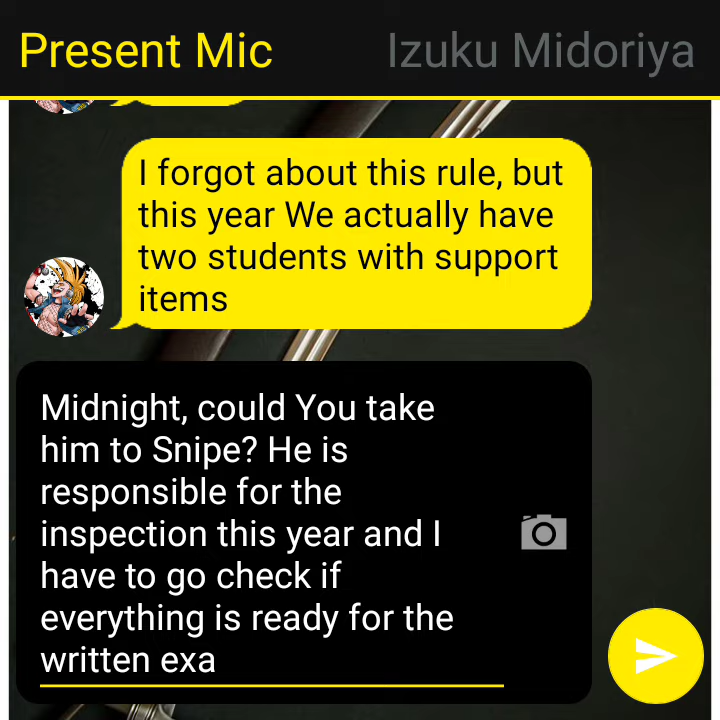 Present Mic Izuku Midoriya
I forgot about this rule, but
this year We actually have
two students with support
items
Midnight, could You take
him to Snipe? He is
responsible for the
inspection this year and I
have to go check if
everything is ready for the
written exa